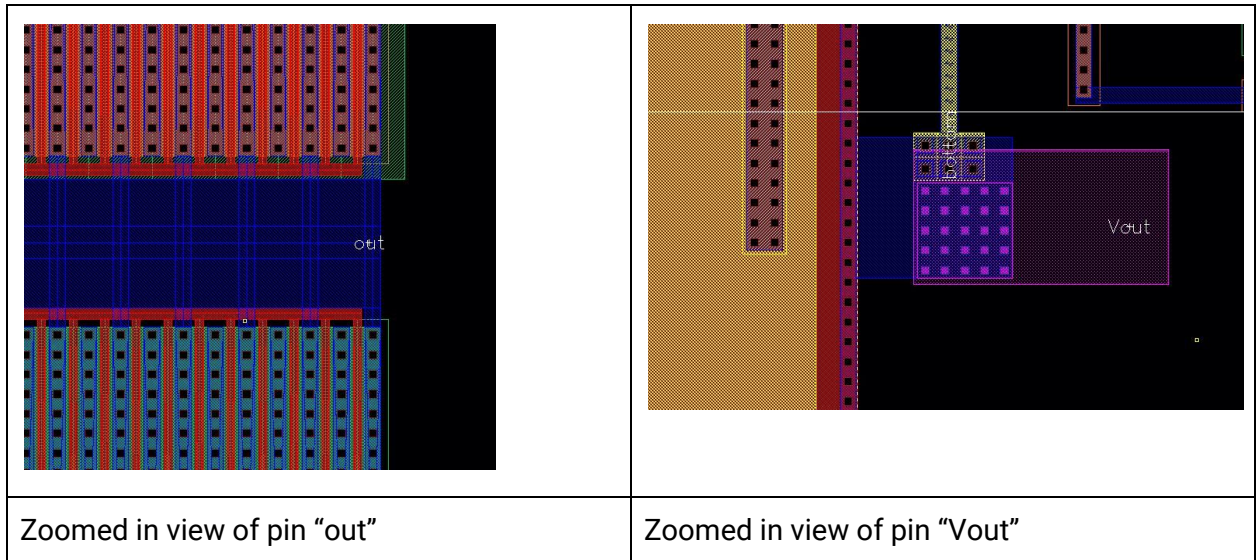 out
bottom
Vout
Zoomed in view of pin “out”
Zoomed in view of pin “Vout”